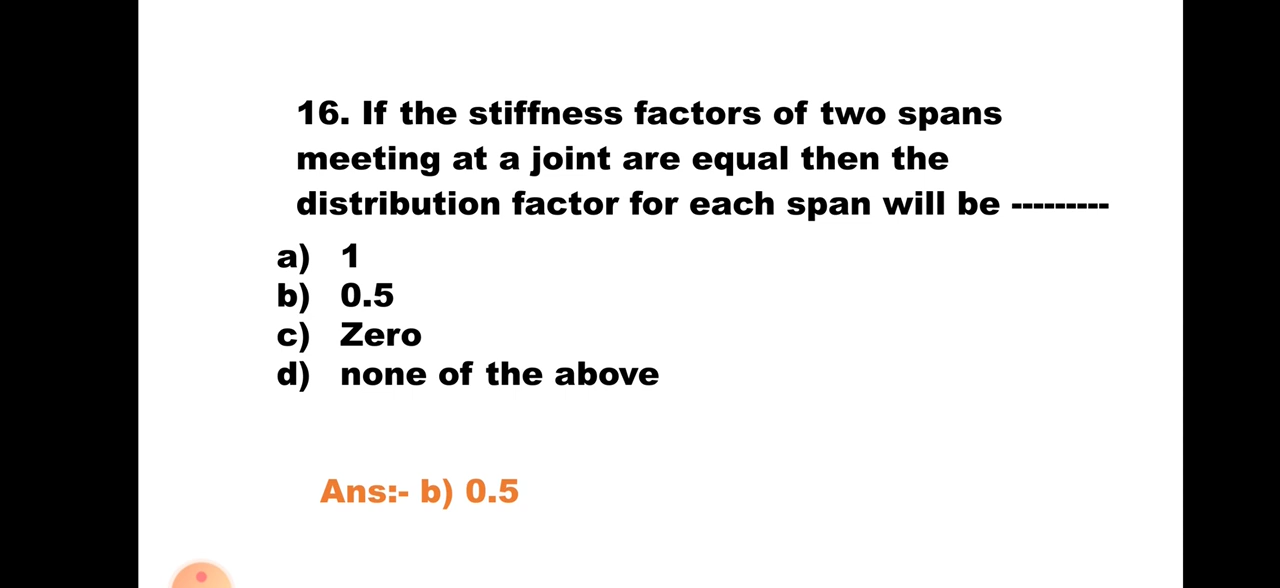 16. If the stiffness factors of two spans
meeting at a joint are equal then the
distribution factor for each span will be ---------
a) 1
b) 0.5
c) Zero
d) none of the above
Ans:- b) 0.5